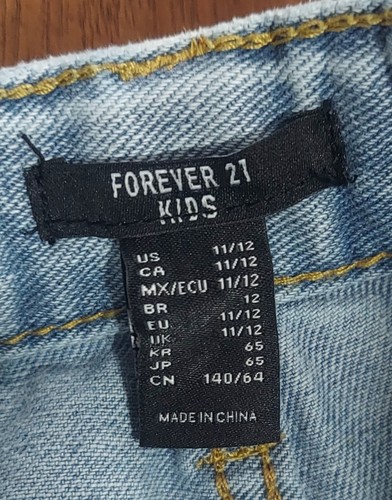 FOREVER 21
KIDS
US 11/12
CA 11/12
MX/ECU 11/12
BR 12
EU 11/12
UK 11/12
KR 65
JP 65
CN 140/64
MADE IN CHINA